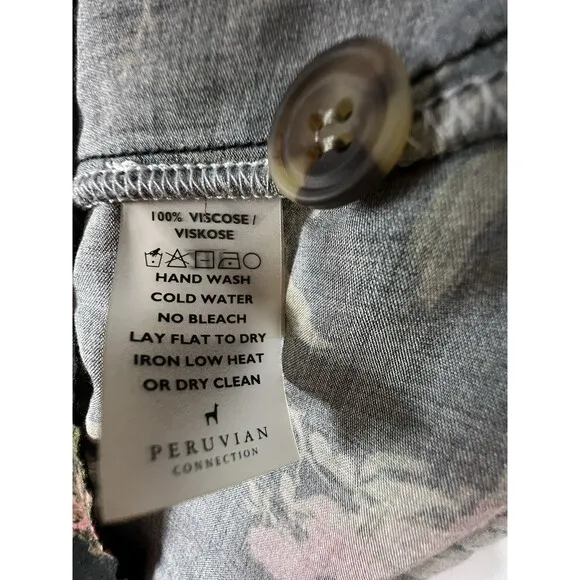 100% VISCOSE /
VISKOSE
HAND WASH
COLD WATER
NO BLEACH
LAY FLAT TO DRY
IRON LOW HEAT
OR DRY CLEAN
PERUVIAN
CONNECTION